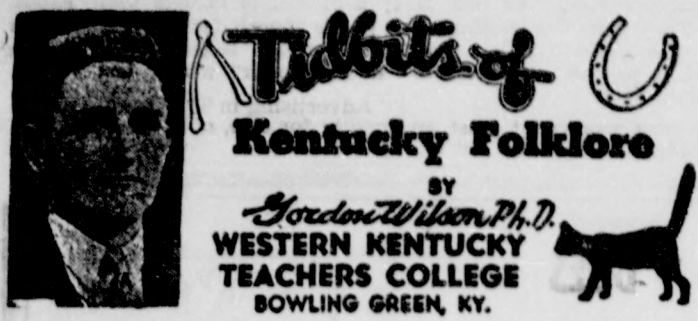 Tidbits of
Kentucky Folklore
BY
Gordon Wilson, Ph.D.
WESTERN KENTUCKY
TEACHERS COLLEGE
BOWLING GREEN, KY.